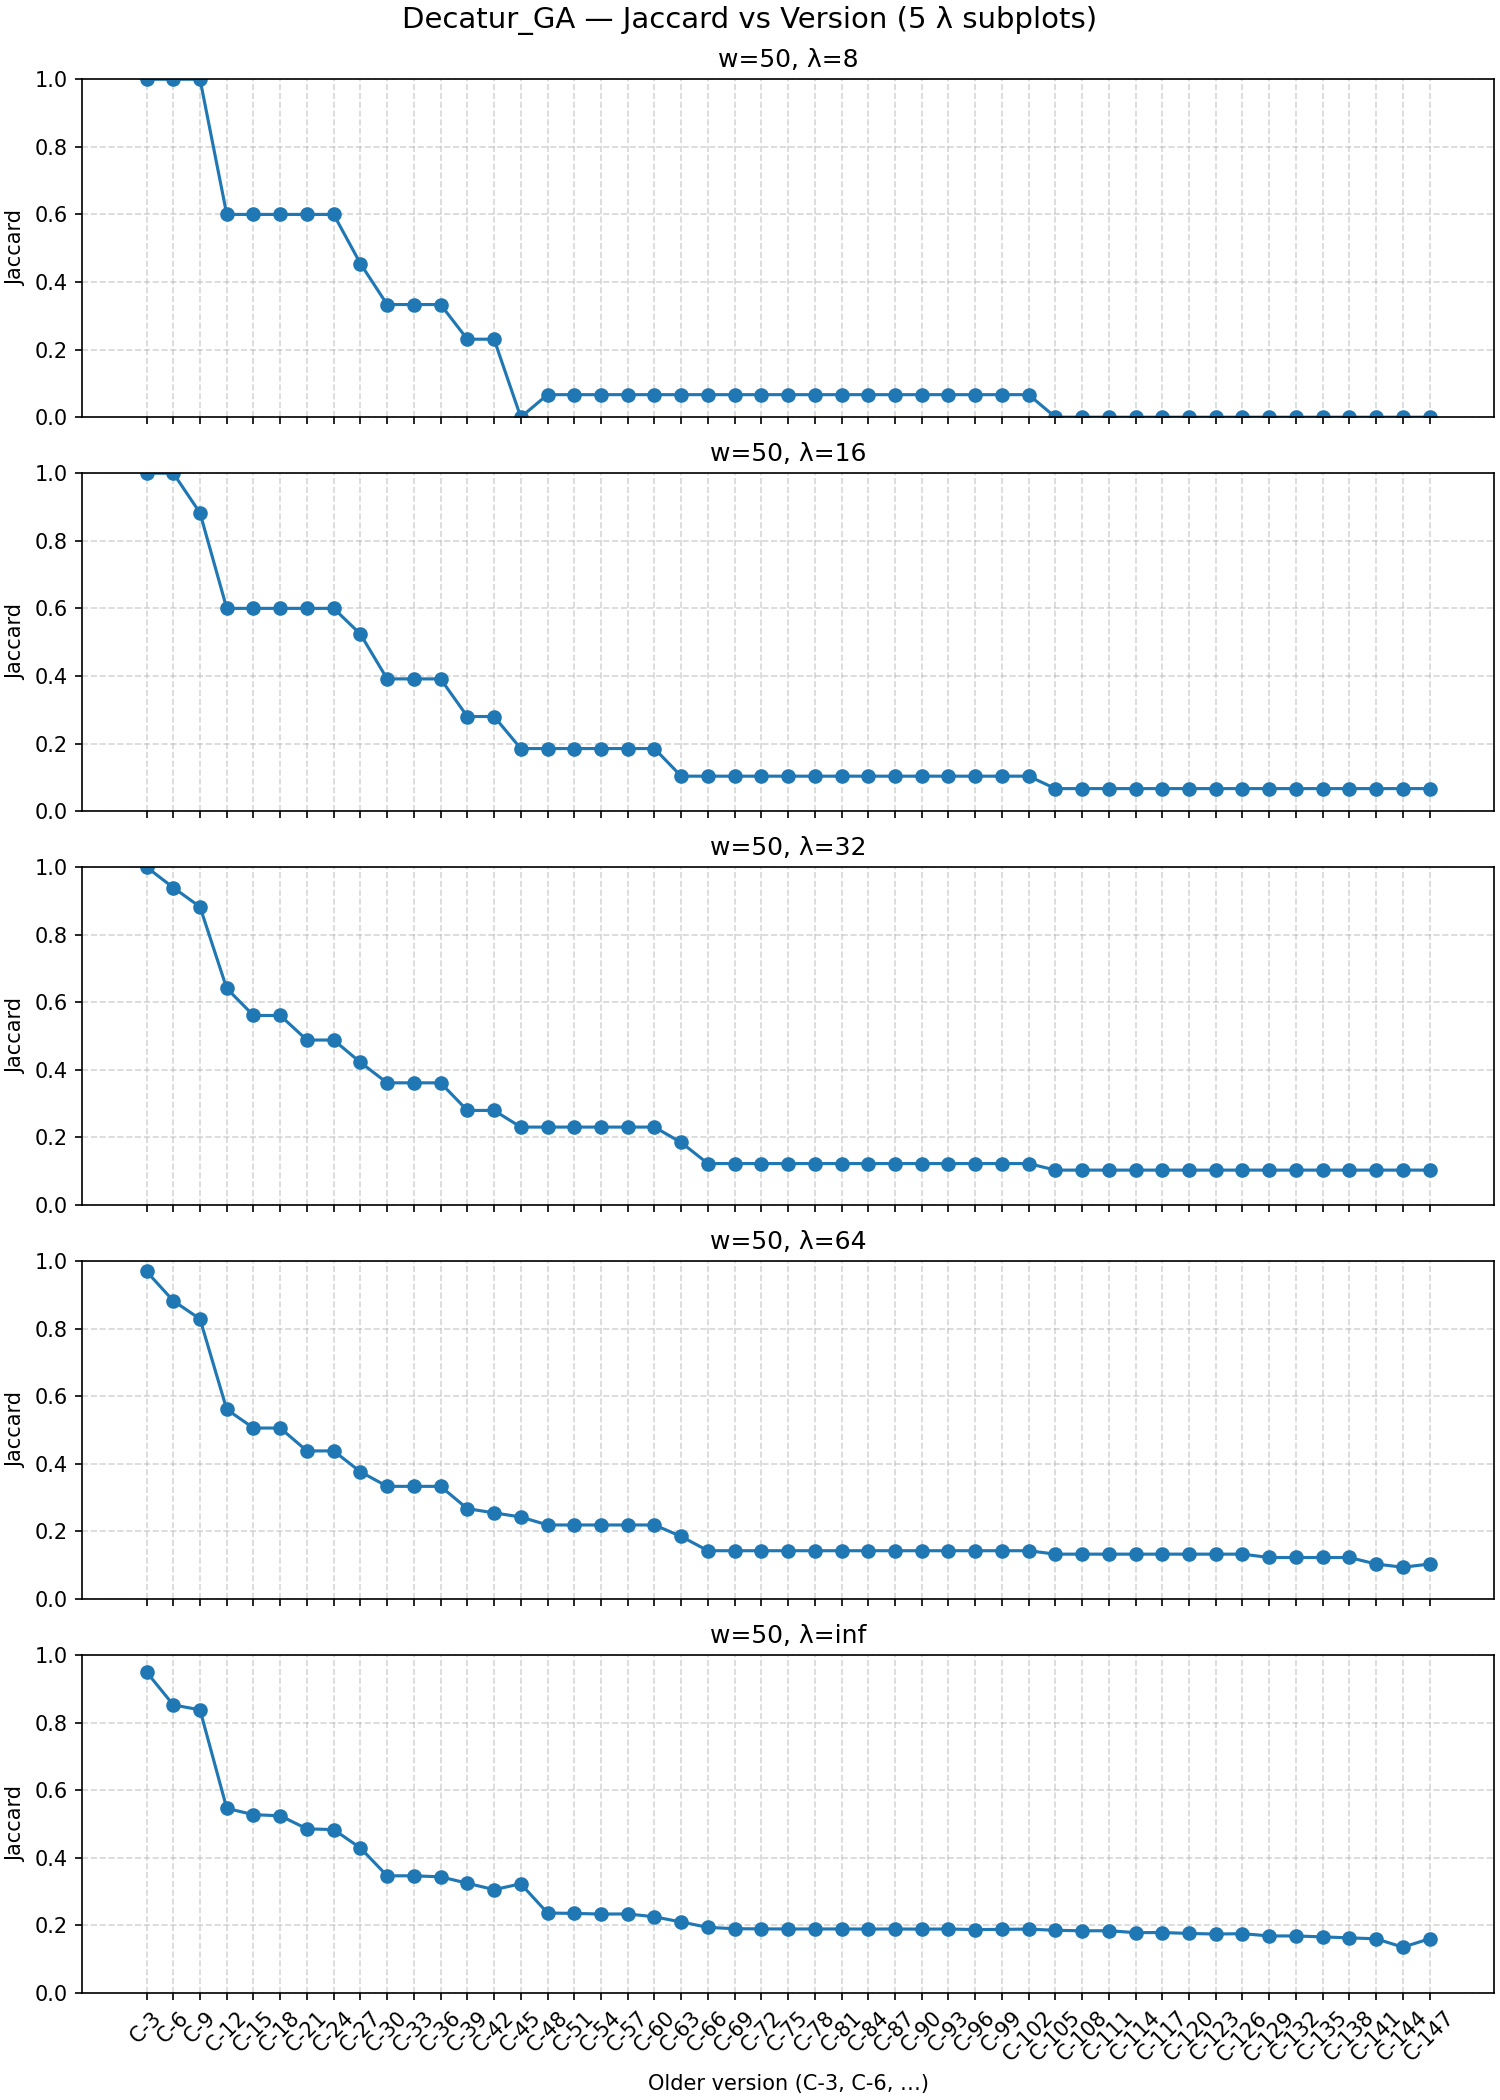 Decatur_GA — Jaccard vs Version (5 λ subplots)
w=50, λ=8
1.0
0.8
0.6
0.4
0.2
0.0
Jaccard
w=50, λ=16
1.0
0.8
0.6
0.4
0.2
0.0
Jaccard
w=50, λ=32
1.0
0.8
0.6
0.4
0.2
0.0
Jaccard
w=50, λ=64
1.0
0.8
0.6
0.4
0.2
0.0
Jaccard
w=50, λ=inf
1.0
0.8
0.6
0.4
0.2
0.0
Jaccard
C-3
C-6
C-9
C-12
C-15
C-18
C-21
C-24
C-27
C-30
C-33
C-36
C-39
C-42
C-45
C-48
C-51
C-54
C-57
C-60
C-63
C-66
C-69
C-72
C-75
C-78
C-81
C-84
C-87
C-90
C-93
C-96
C-99
C-102
C-105
C-108
C-111
C-114
C-117
C-120
C-123
C-126
C-129
C-132
C-135
C-138
C-141
C-144
C-147
Older version (C-3, C-6, ...)